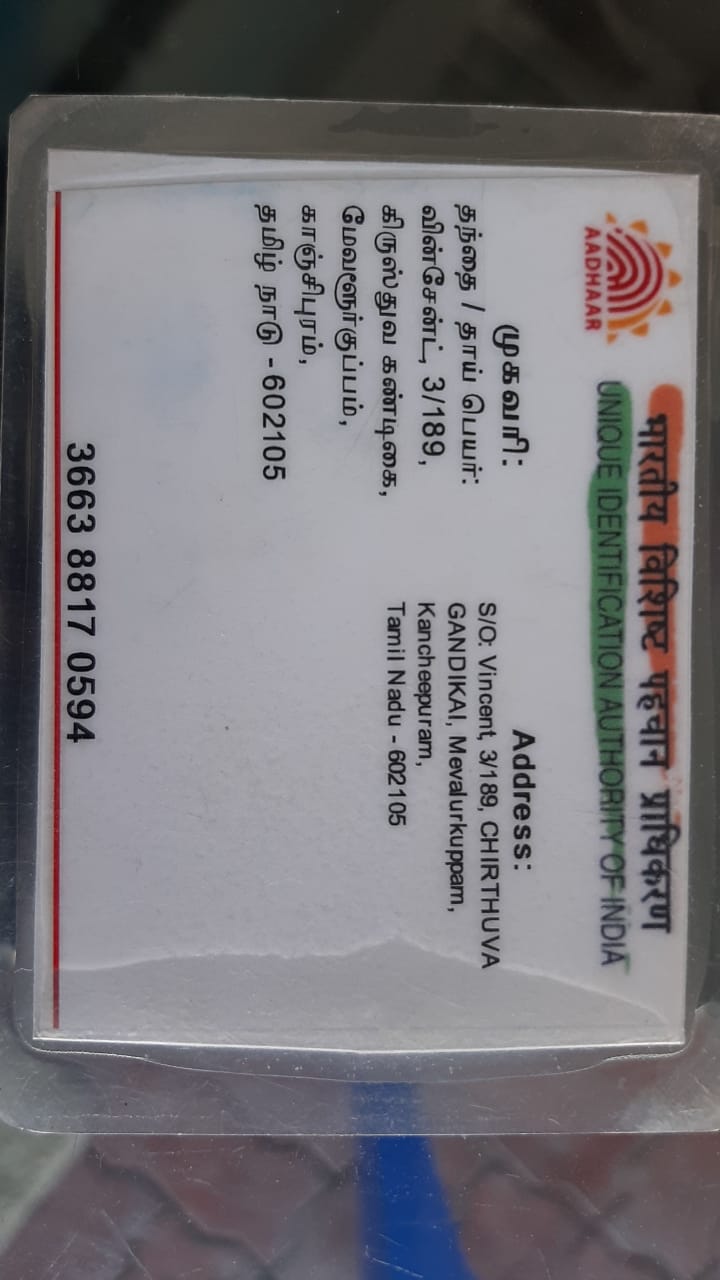 भारतीय विशिष्ट पहचान प्राधिकरण
UNIQUE IDENTIFICATION AUTHORITY OF INDIA
AADHAAR
முகவரி:
தந்தை / தாய் பெயர்:
வின்சேன்ட், 3/189,
கிருஸ்துவ கண்டிகை,
மேவளுர்குப்பம்,
காஞ்சிபுரம்,
தமிழ் நாடு - 602105
Address:
S/O: Vincent, 3/189, CHIRTHUVA
GANDIKAI, Mevalurkuppam,
Kancheepuram,
Tamil Nadu - 602105
3663 8817 0594